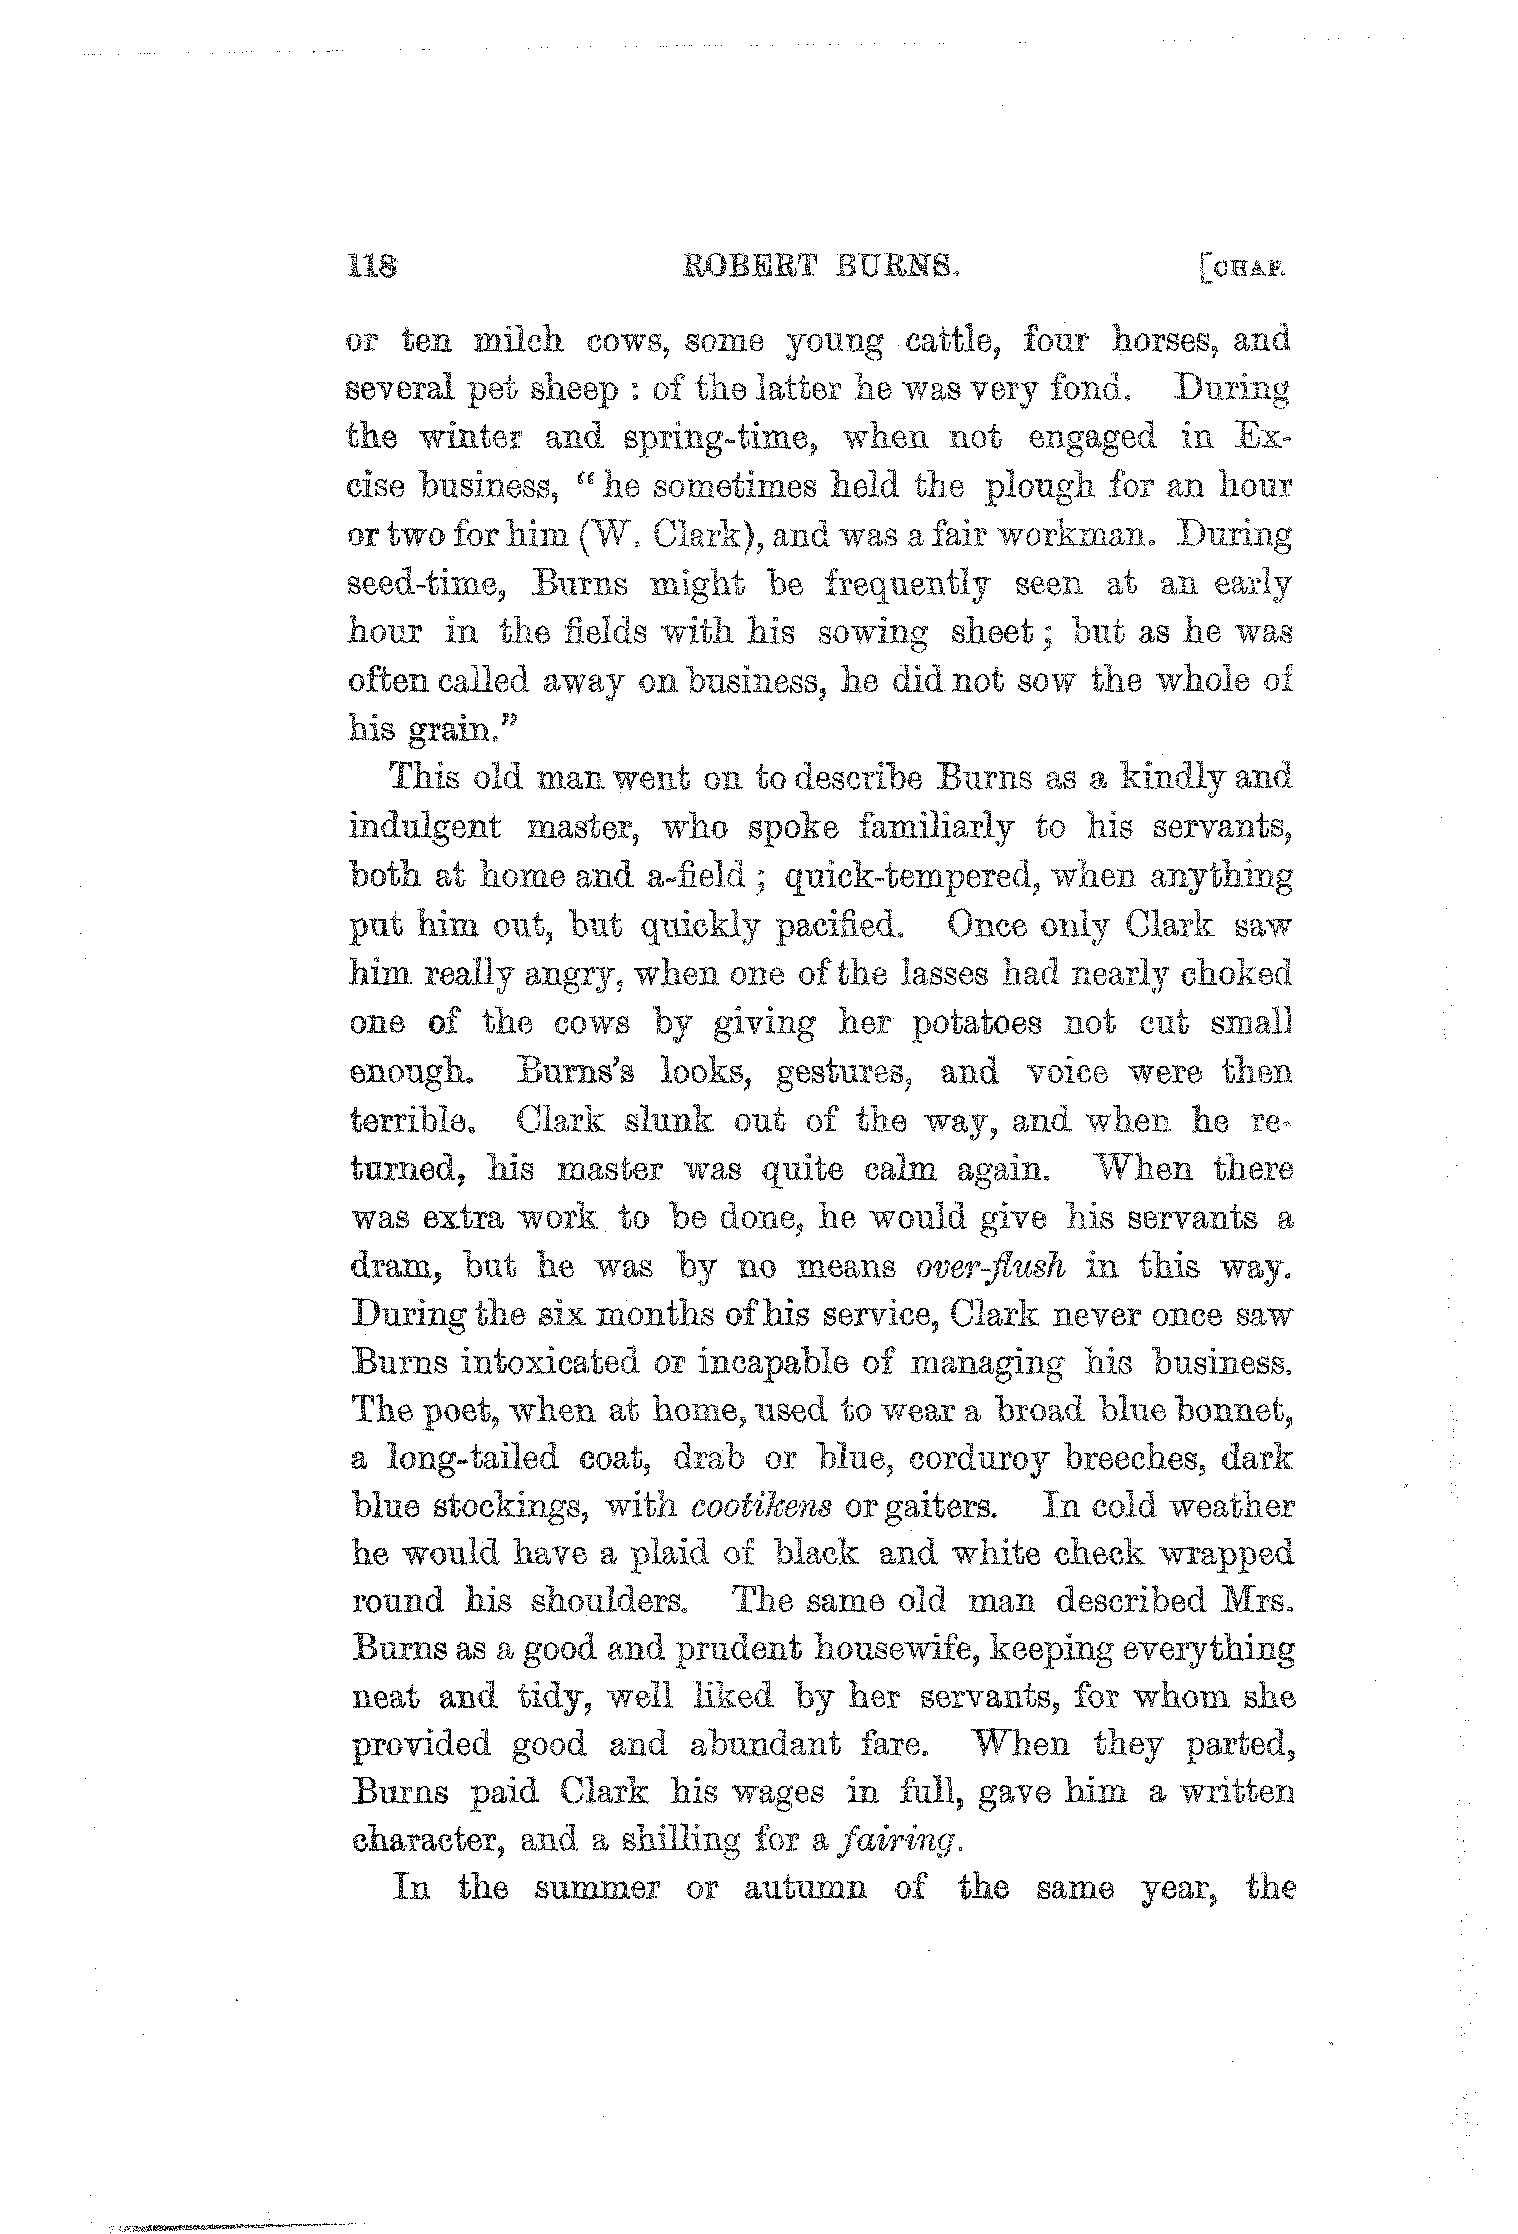 118 ROBERT BURNS. [CHAP.
or ten milch cows, some young cattle, four horses, and
several pet sheep : of the latter he was very fond. During
the winter and spring-time, when not engaged in Ex-
cise business, "he sometimes held the plough for an hour
or two for him (W. Clark), and was a fair workman. During
seed-time, Burns might be frequently seen at an early
hour in the fields with his sowing sheet ; but as he was
often called away on business, he did not sow the whole of
his grain."
This old man went on to describe Burns as a kindly and
indulgent master, who spoke familiarly to his servants,
both at home and a-field ; quick-tempered, when anything
put him out, but quickly pacified. Once only Clark saw
him really angry, when one of the lasses had nearly choked
one of the cows by giving her potatoes not cut small
enough. Burns's looks, gestures, and voice were then
terrible. Clark slunk out of the way, and when he re-
turned, his master was quite calm again. When there
was extra work to be done, he would give his servants a
dram, but he was by no means over-flush in this way.
During the six months of his service, Clark never once saw
Burns intoxicated or incapable of managing his business.
The poet, when at home, used to wear a broad blue bonnet,
a long-tailed coat, drab or blue, corduroy breeches, dark
blue stockings, with cootikens or gaiters. In cold weather
he would have a plaid of black and white check wrapped
round his shoulders. The same old man described Mrs.
Burns as a good and prudent housewife, keeping everything
neat and tidy, well liked by her servants, for whom she
provided good and abundant fare. When they parted,
Burns paid Clark his wages in full, gave him a written
character, and a shilling for a fairing.
In the summer or autumn of the same year, the